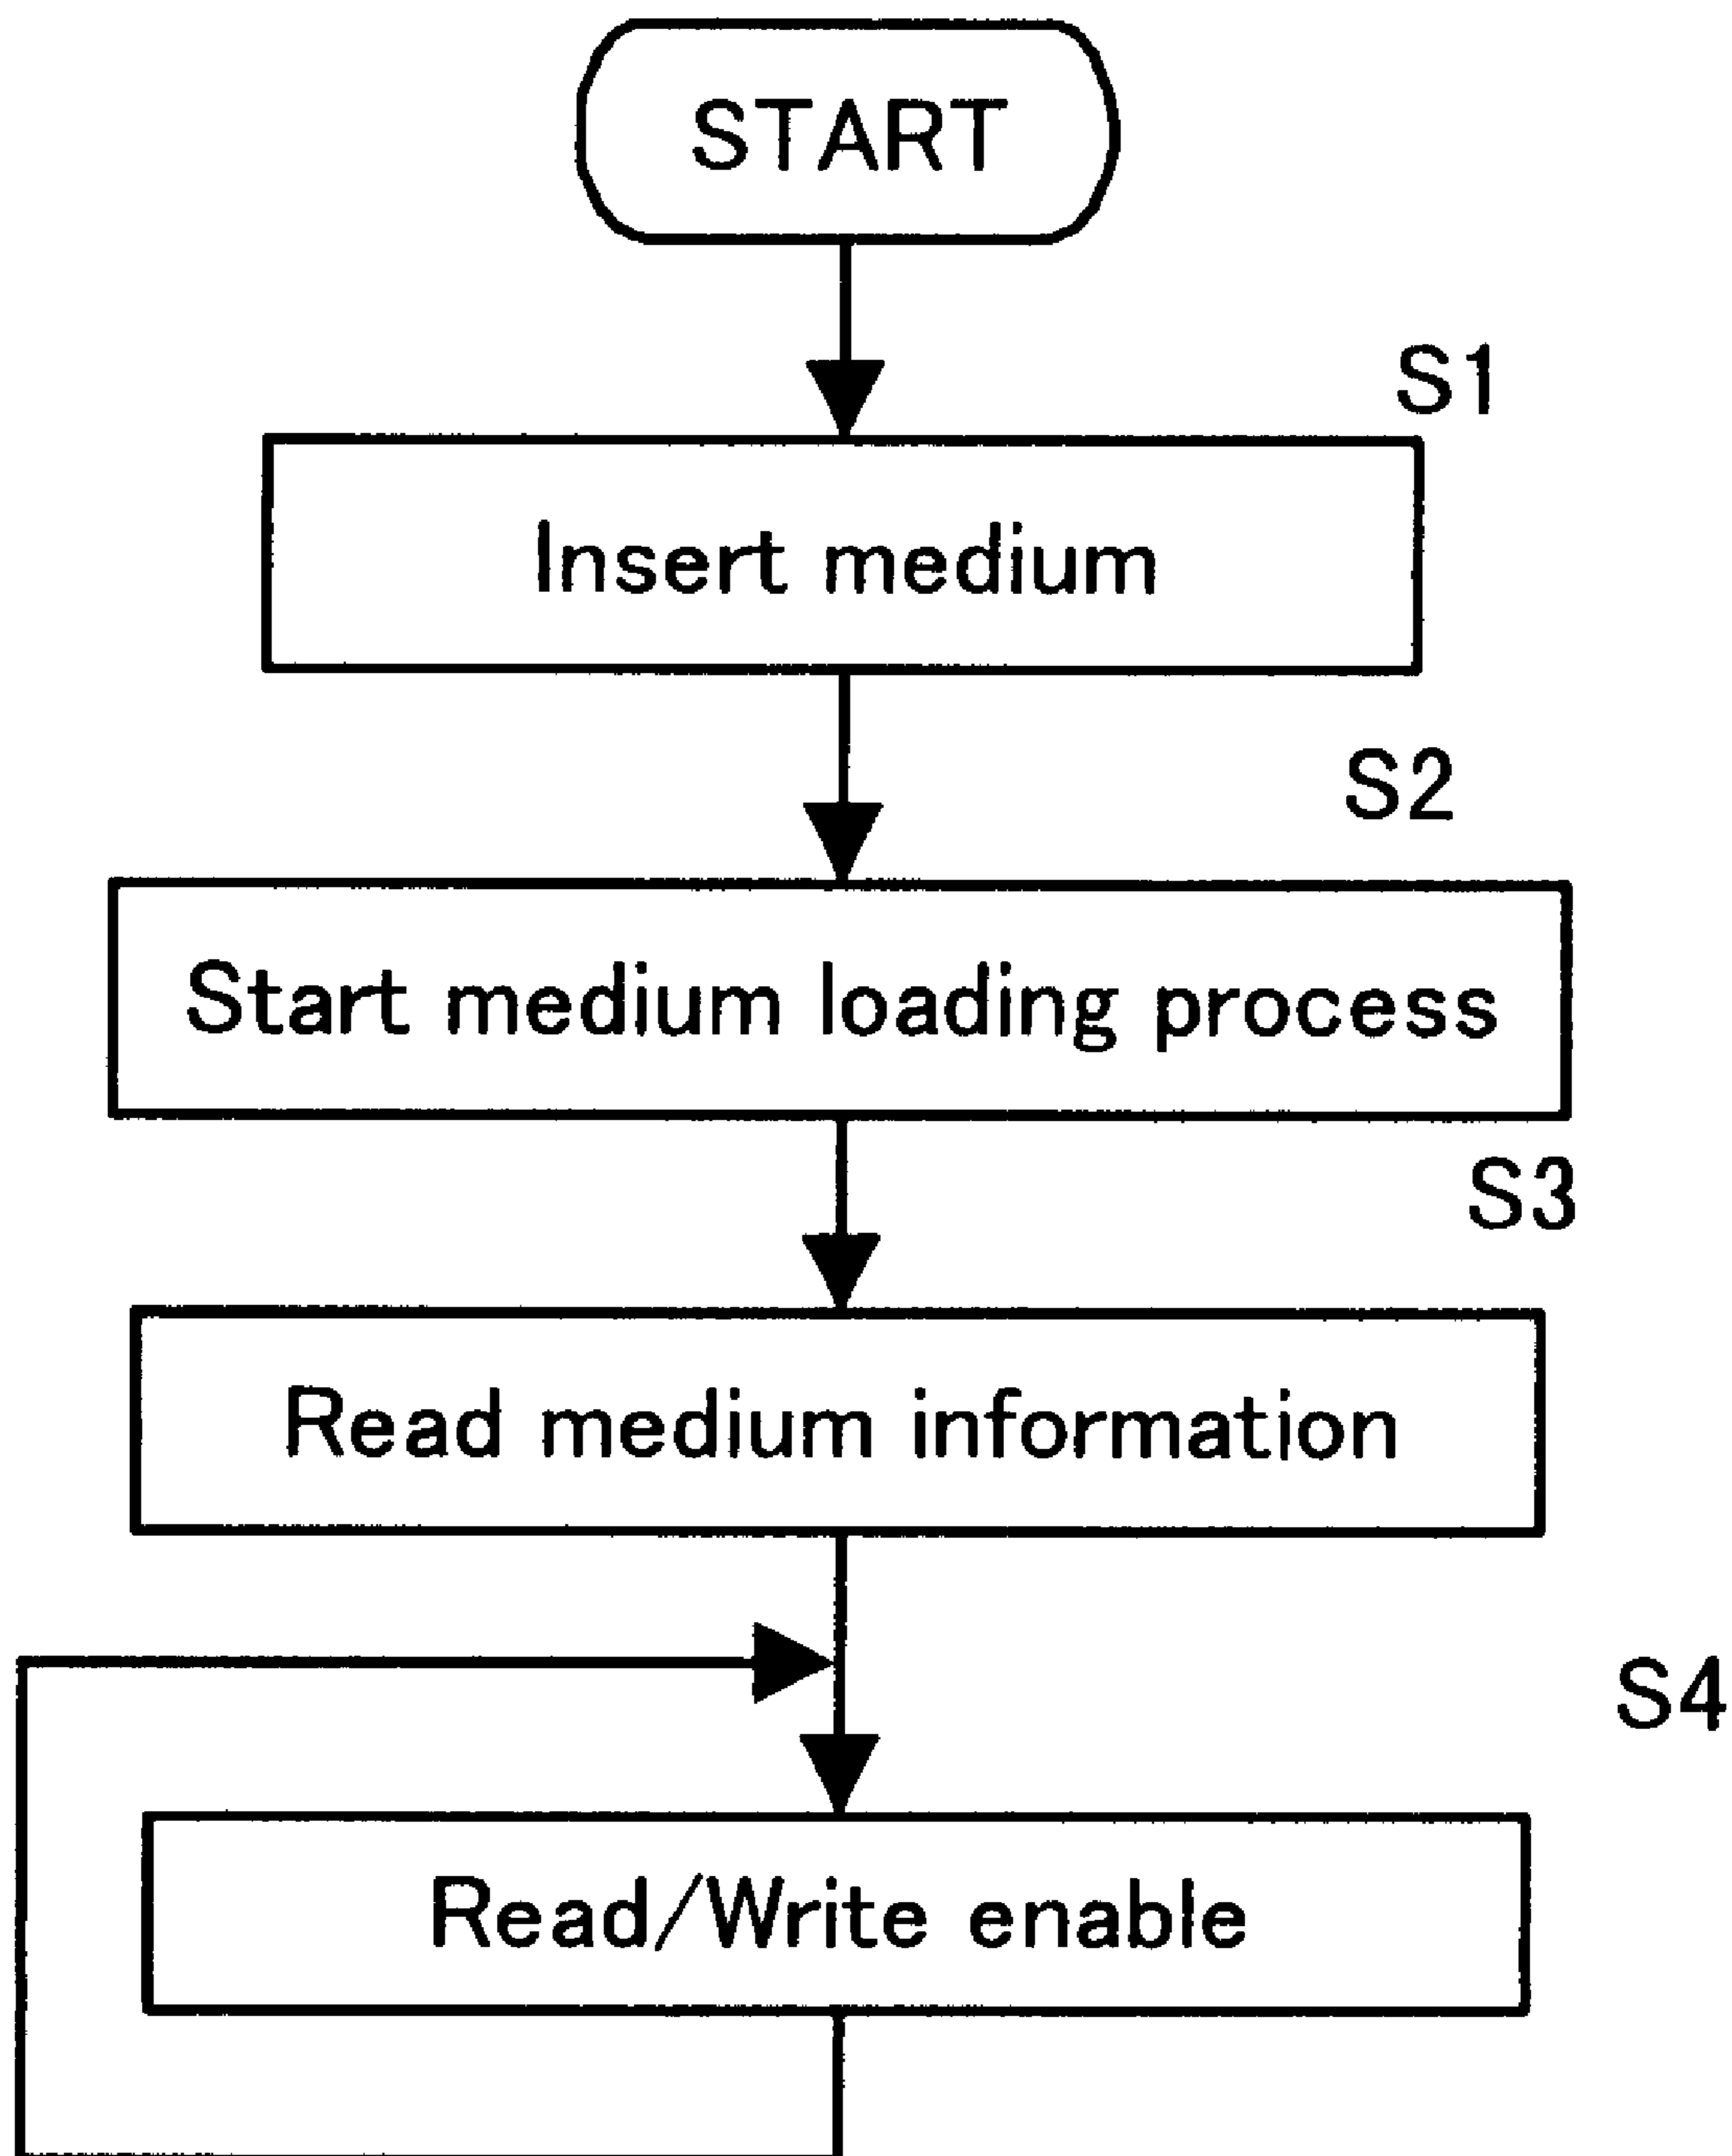 START
S1
Insert medium
S2
Start medium loading process
S3
Read medium information
S4
Read/Write enable